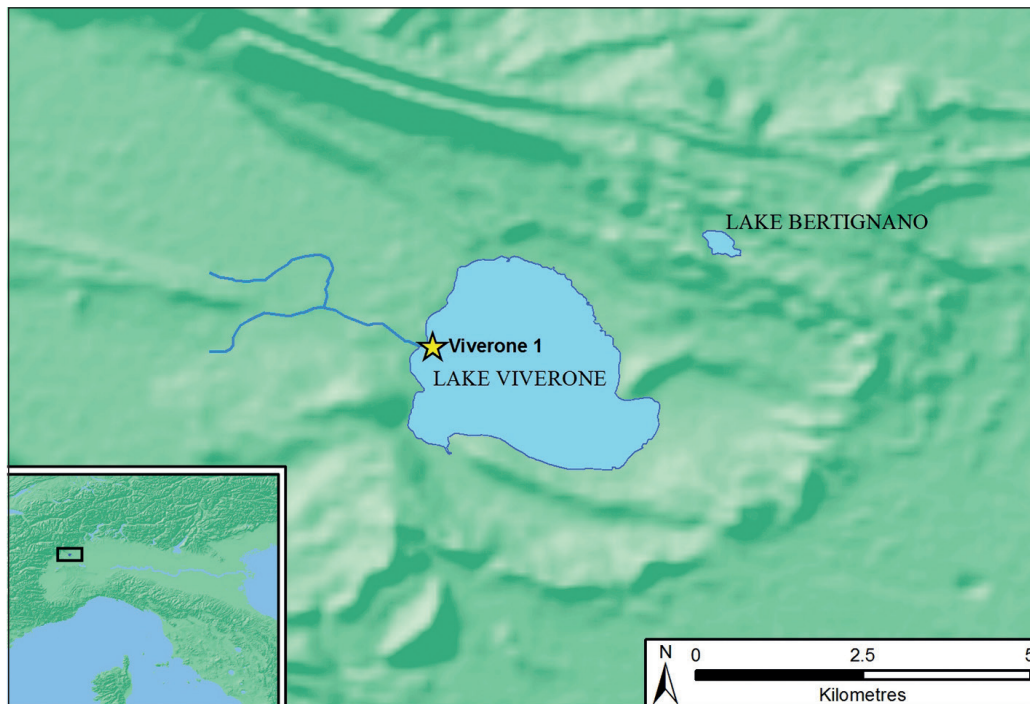 LAKE BERTIGNANO
Viverone 1
LAKE VIVERONE
N
0 2.5 5
Kilometres